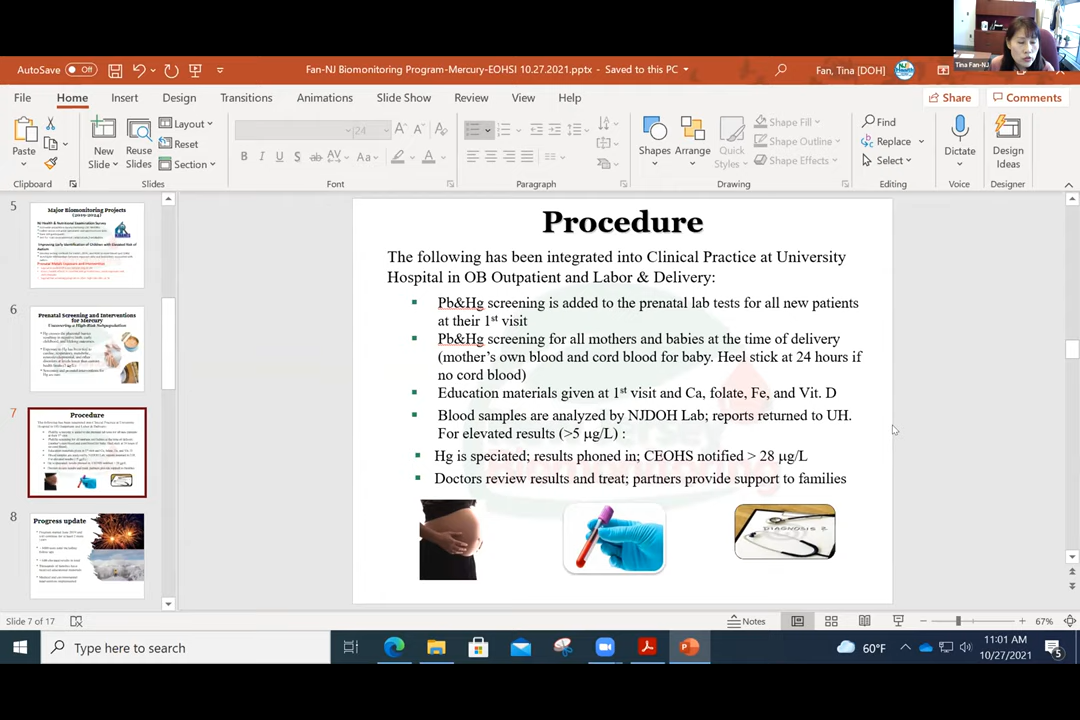 Tina Fan-NJ
AutoSave Off
Fan-NJ Biomonitoring Program-Mercury-EOHSI 10.27.2021.pptx - Saved to this PC
Fan, Tina [DOH]
File Home Insert Design Transitions Animations Slide Show Review View Help
Share Comments
Paste
New
Slide
Reuse
Slides
Layout
Reset
Section
24
Shapes
Arrange
Quick
Styles
Shape Fill
Shape Outline
Shape Effects
Find
Replace
Select
Dictate
Design
Ideas
Clipboard Slides Font Paragraph Drawing Editing Voice Designer
5
Major Biomonitoring Projects
6
Prenatal Screening and Interventions
for Mercury
7
Procedure
8
Progress update
Procedure
The following has been integrated into Clinical Practice at University
Hospital in OB Outpatient and Labor & Delivery:
Pb&Hg screening is added to the prenatal lab tests for all new patients
at their 1st visit
Pb&Hg screening for all mothers and babies at the time of delivery
(mother's own blood and cord blood for baby. Heel stick at 24 hours if
no cord blood)
Education materials given at 1st visit and Ca, folate, Fe, and Vit. D
Blood samples are analyzed by NJDOH Lab; reports returned to UH.
For elevated results (>5 µg/L) :
Hg is speciated; results phoned in; CEOHS notified > 28 µg/L
Doctors review results and treat; partners provide support to families
DIAGNOSIS
Slide 7 of 17
Notes
67%
Type here to search
60°F
11:01 AM
10/27/2021
5